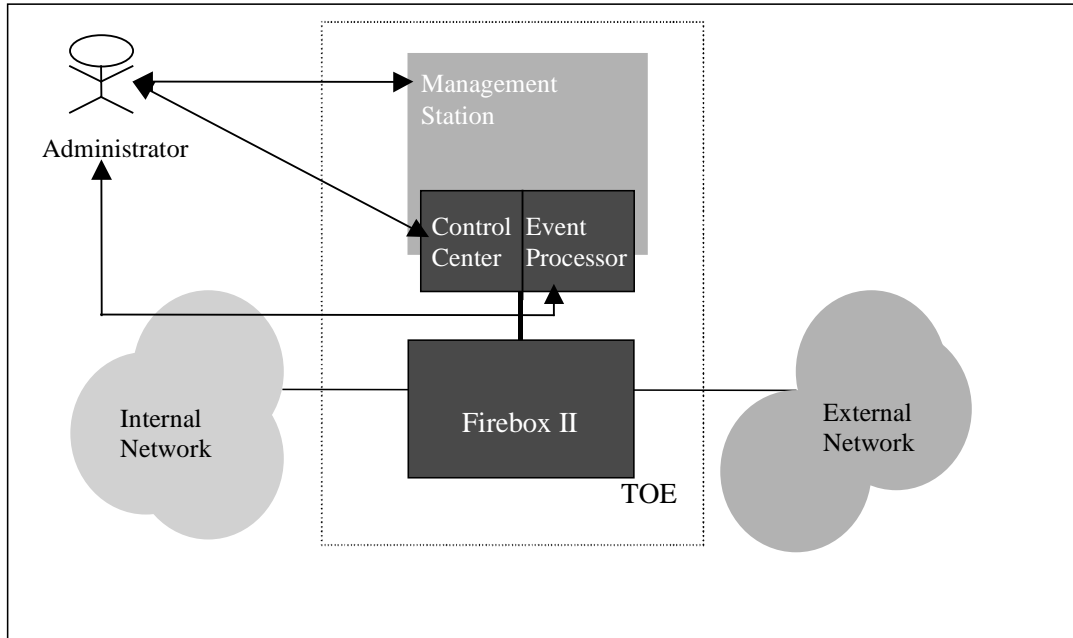 Management
Station
Administrator
Control
Center
Event
Processor
Internal
Network
Firebox II
External
Network
TOE